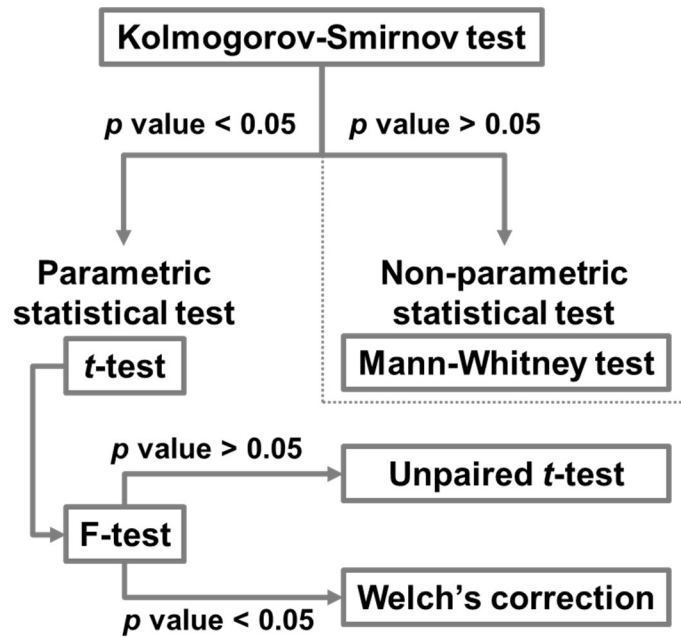 Kolmogorov-Smirnov test
p value < 0.05
p value > 0.05
Parametric
statistical test
t-test
Non-parametric
statistical test
Mann-Whitney test
p value > 0.05
Unpaired t-test
F-test
p value < 0.05
Welch's correction